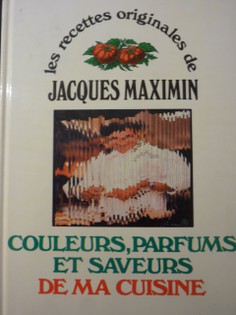 les recettes originales de
JACQUES MAXIMIN
COULEURS, PARFUMS
ET SAVEURS
DE MA CUISINE